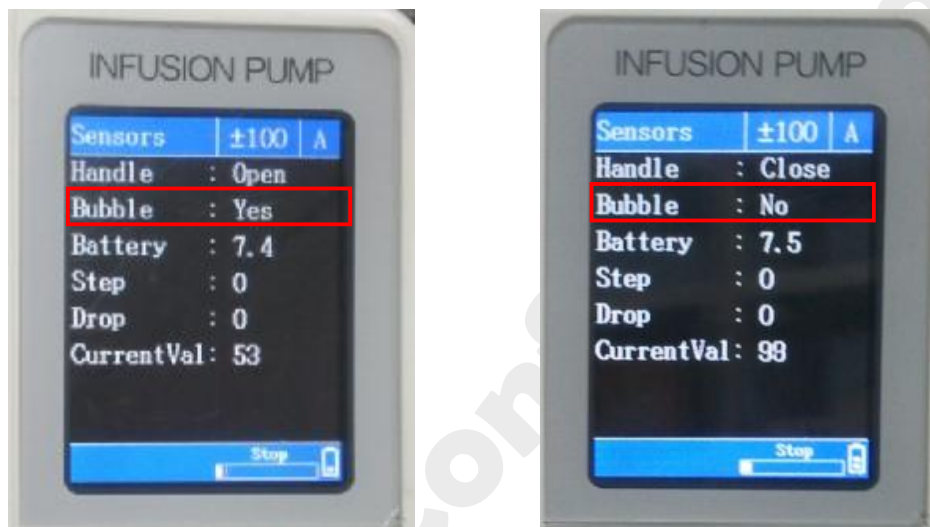 INFUSION PUMP
Sensors ±100 A
Handle : Open
Bubble : Yes
Battery : 7.4
Step : 0
Drop : 0
CurrentVal: 53
Stop
INFUSION PUMP
Sensors ±100 A
Handle : Close
Bubble : No
Battery : 7.5
Step : 0
Drop : 0
CurrentVal: 99
Stop